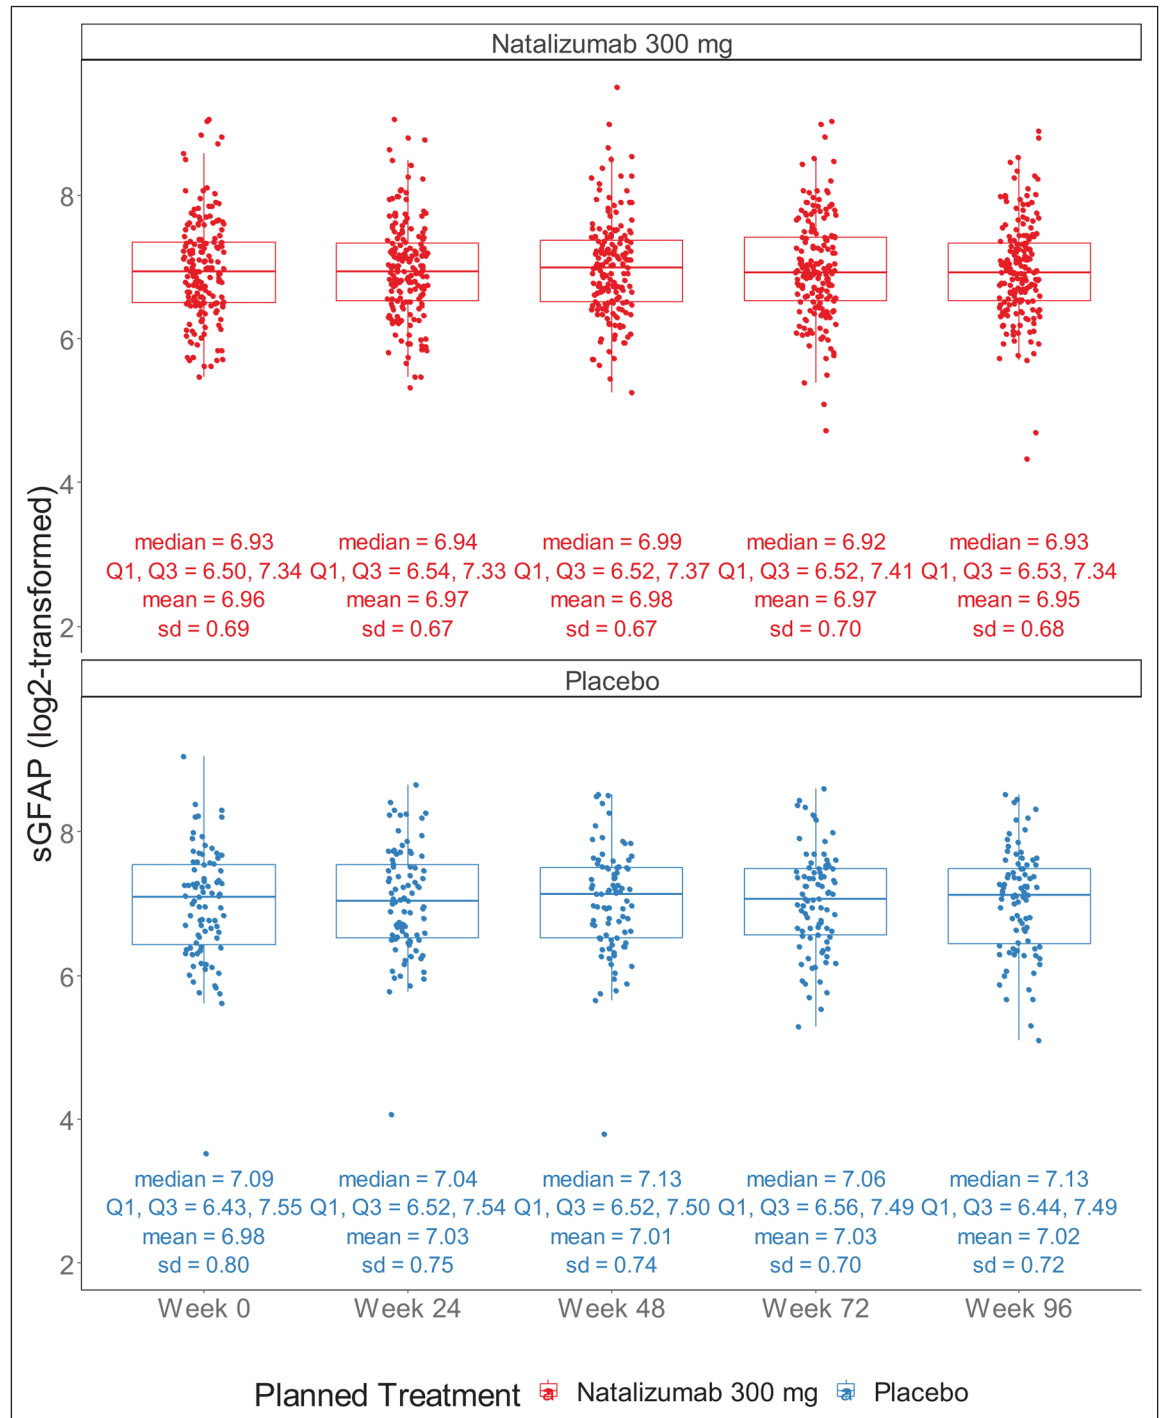 Natalizumab 300 mg
8
6
4
2
median = 6.93 median = 6.94 median = 6.99 median = 6.92 median = 6.93
Q1, Q3 = 6.50, 7.34 Q1, Q3 = 6.54, 7.33 Q1, Q3 = 6.52, 7.37 Q1, Q3 = 6.52, 7.41 Q1, Q3 = 6.53, 7.34
mean = 6.96 mean = 6.97 mean = 6.98 mean = 6.97 mean = 6.95
sd = 0.69 sd = 0.67 sd = 0.67 sd = 0.70 sd = 0.68
sGFAP (log2-transformed)
Placebo
8
6
4
2
median = 7.09 median = 7.04 median = 7.13 median = 7.06 median = 7.13
Q1, Q3 = 6.43, 7.55 Q1, Q3 = 6.52, 7.54 Q1, Q3 = 6.52, 7.50 Q1, Q3 = 6.56, 7.49 Q1, Q3 = 6.44, 7.49
mean = 6.98 mean = 7.03 mean = 7.01 mean = 7.03 mean = 7.02
sd = 0.80 sd = 0.75 sd = 0.74 sd = 0.70 sd = 0.72
Week 0 Week 24 Week 48 Week 72 Week 96
Planned Treatment a Natalizumab 300 mg a Placebo